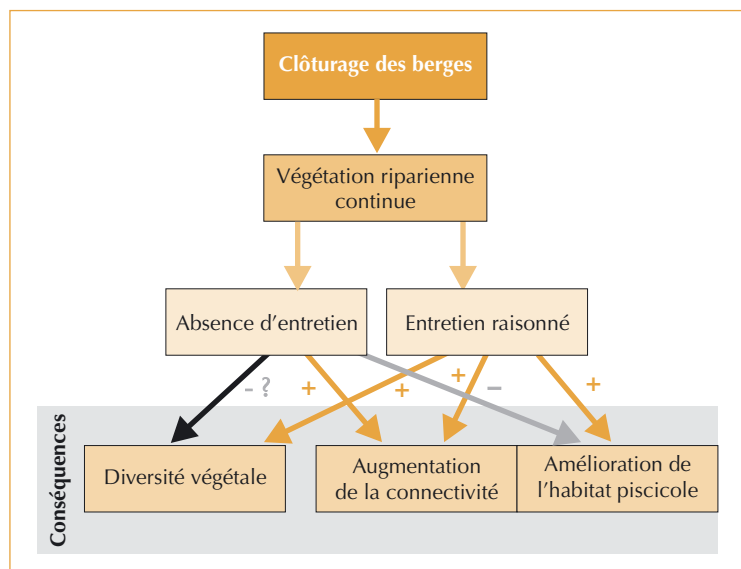 Clôturage des berges
Végétation riparienne
continue
Absence d'entretien
Entretien raisonné
- ?
+
+
+
–
+
Conséquences
Diversité végétale
Augmentation
de la connectivité
Amélioration de
l'habitat piscicole